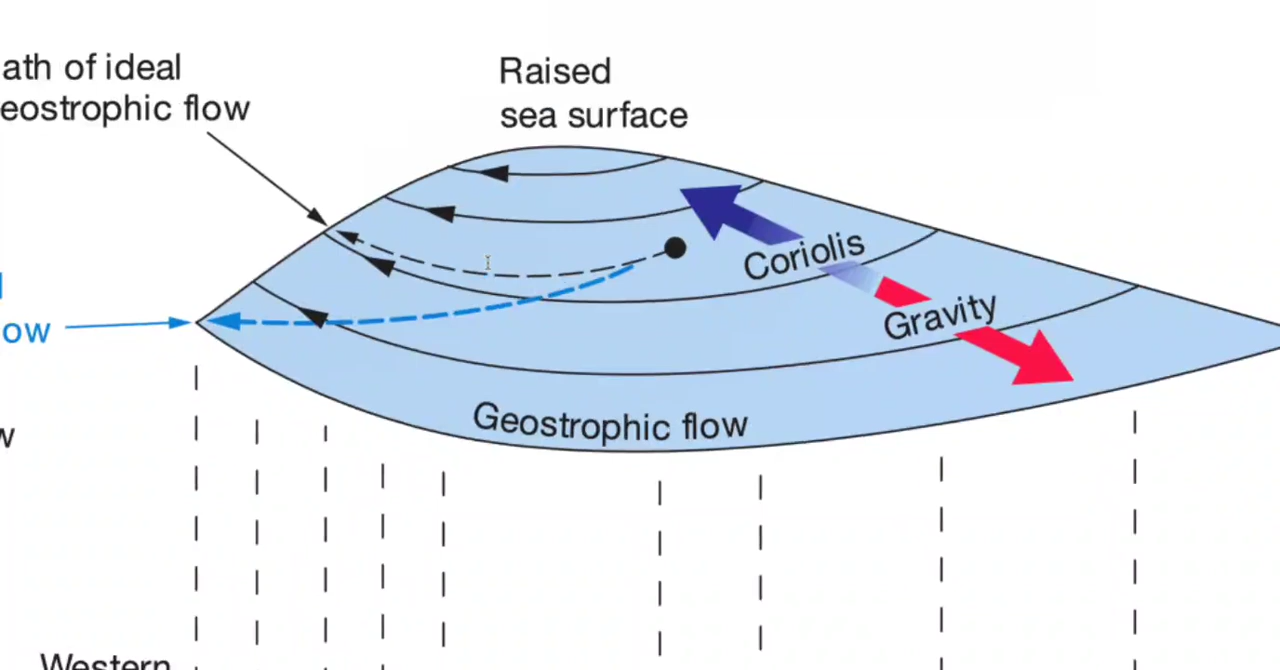 ath of ideal
eostrophic flow
Raised
sea surface
Coriolis
Gravity
ow
w
Geostrophic flow
Western